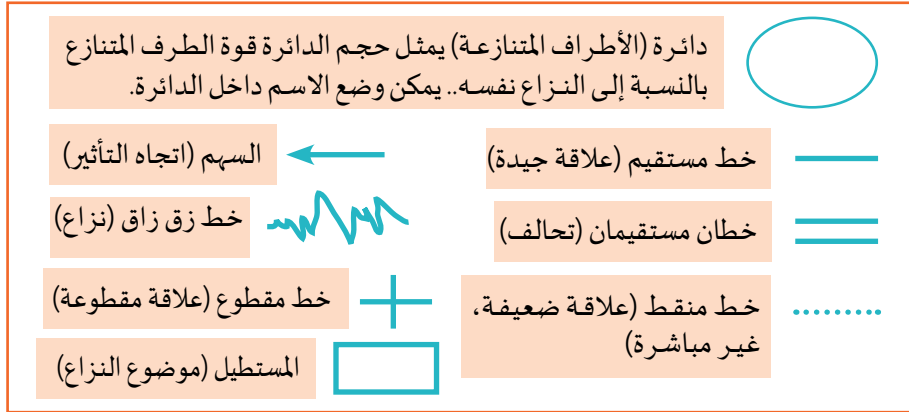 دائرة (الأطراف المتنازعة) يمثل حجم الدائرة قوة الطرف المتنازع
بالنسبة إلى النزاع نفسه.. يمكن وضع الاسم داخل الدائرة.
خط مستقيم (علاقة جيدة)
السهم (اتجاه التأثير)
خطان مستقيمان (تحالف)
خط زق زاق (نزاع)
خط منقط (علاقة ضعيفة،
غير مباشرة)
خط مقطوع (علاقة مقطوعة)
المستطيل (موضوع النزاع)